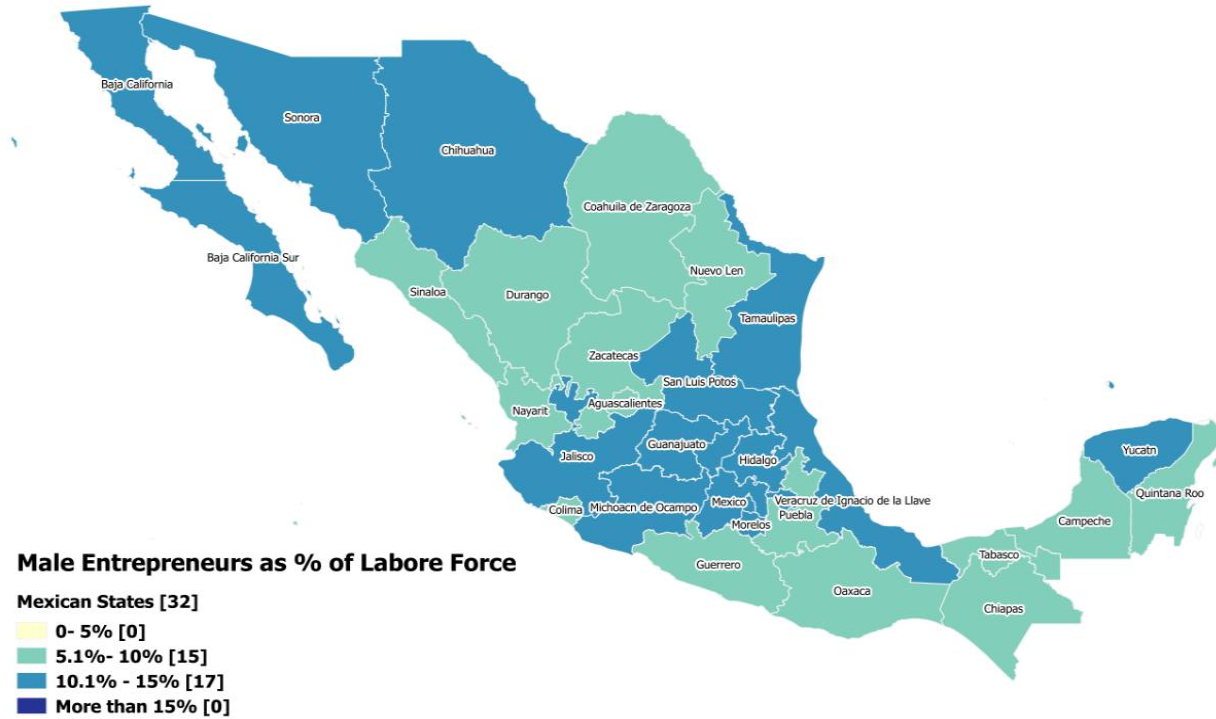 Baja California
Sonora
Chihuahua
Coahuila de Zaragoza
Baja California Sur
Nuevo Len
Sinaloa
Durango
Tamaulipas
Zacatecas
San Luis Potos
Nayarit
Aguascalientes
Guanajuato
Yucatn
Jalisco
Hidalgo
Quintana Roo
Michoacn de Ocampo
Mexico
Veracruz de Ignacio de la Llave
Colima
Puebla
Morelos
Campeche
Tabasco
Guerrero
Oaxaca
Chiapas
Male Entrepreneurs as % of Labore Force
Mexican States [32]
0- 5% [0]
5.1%- 10% [15]
10.1% - 15% [17]
More than 15% [0]